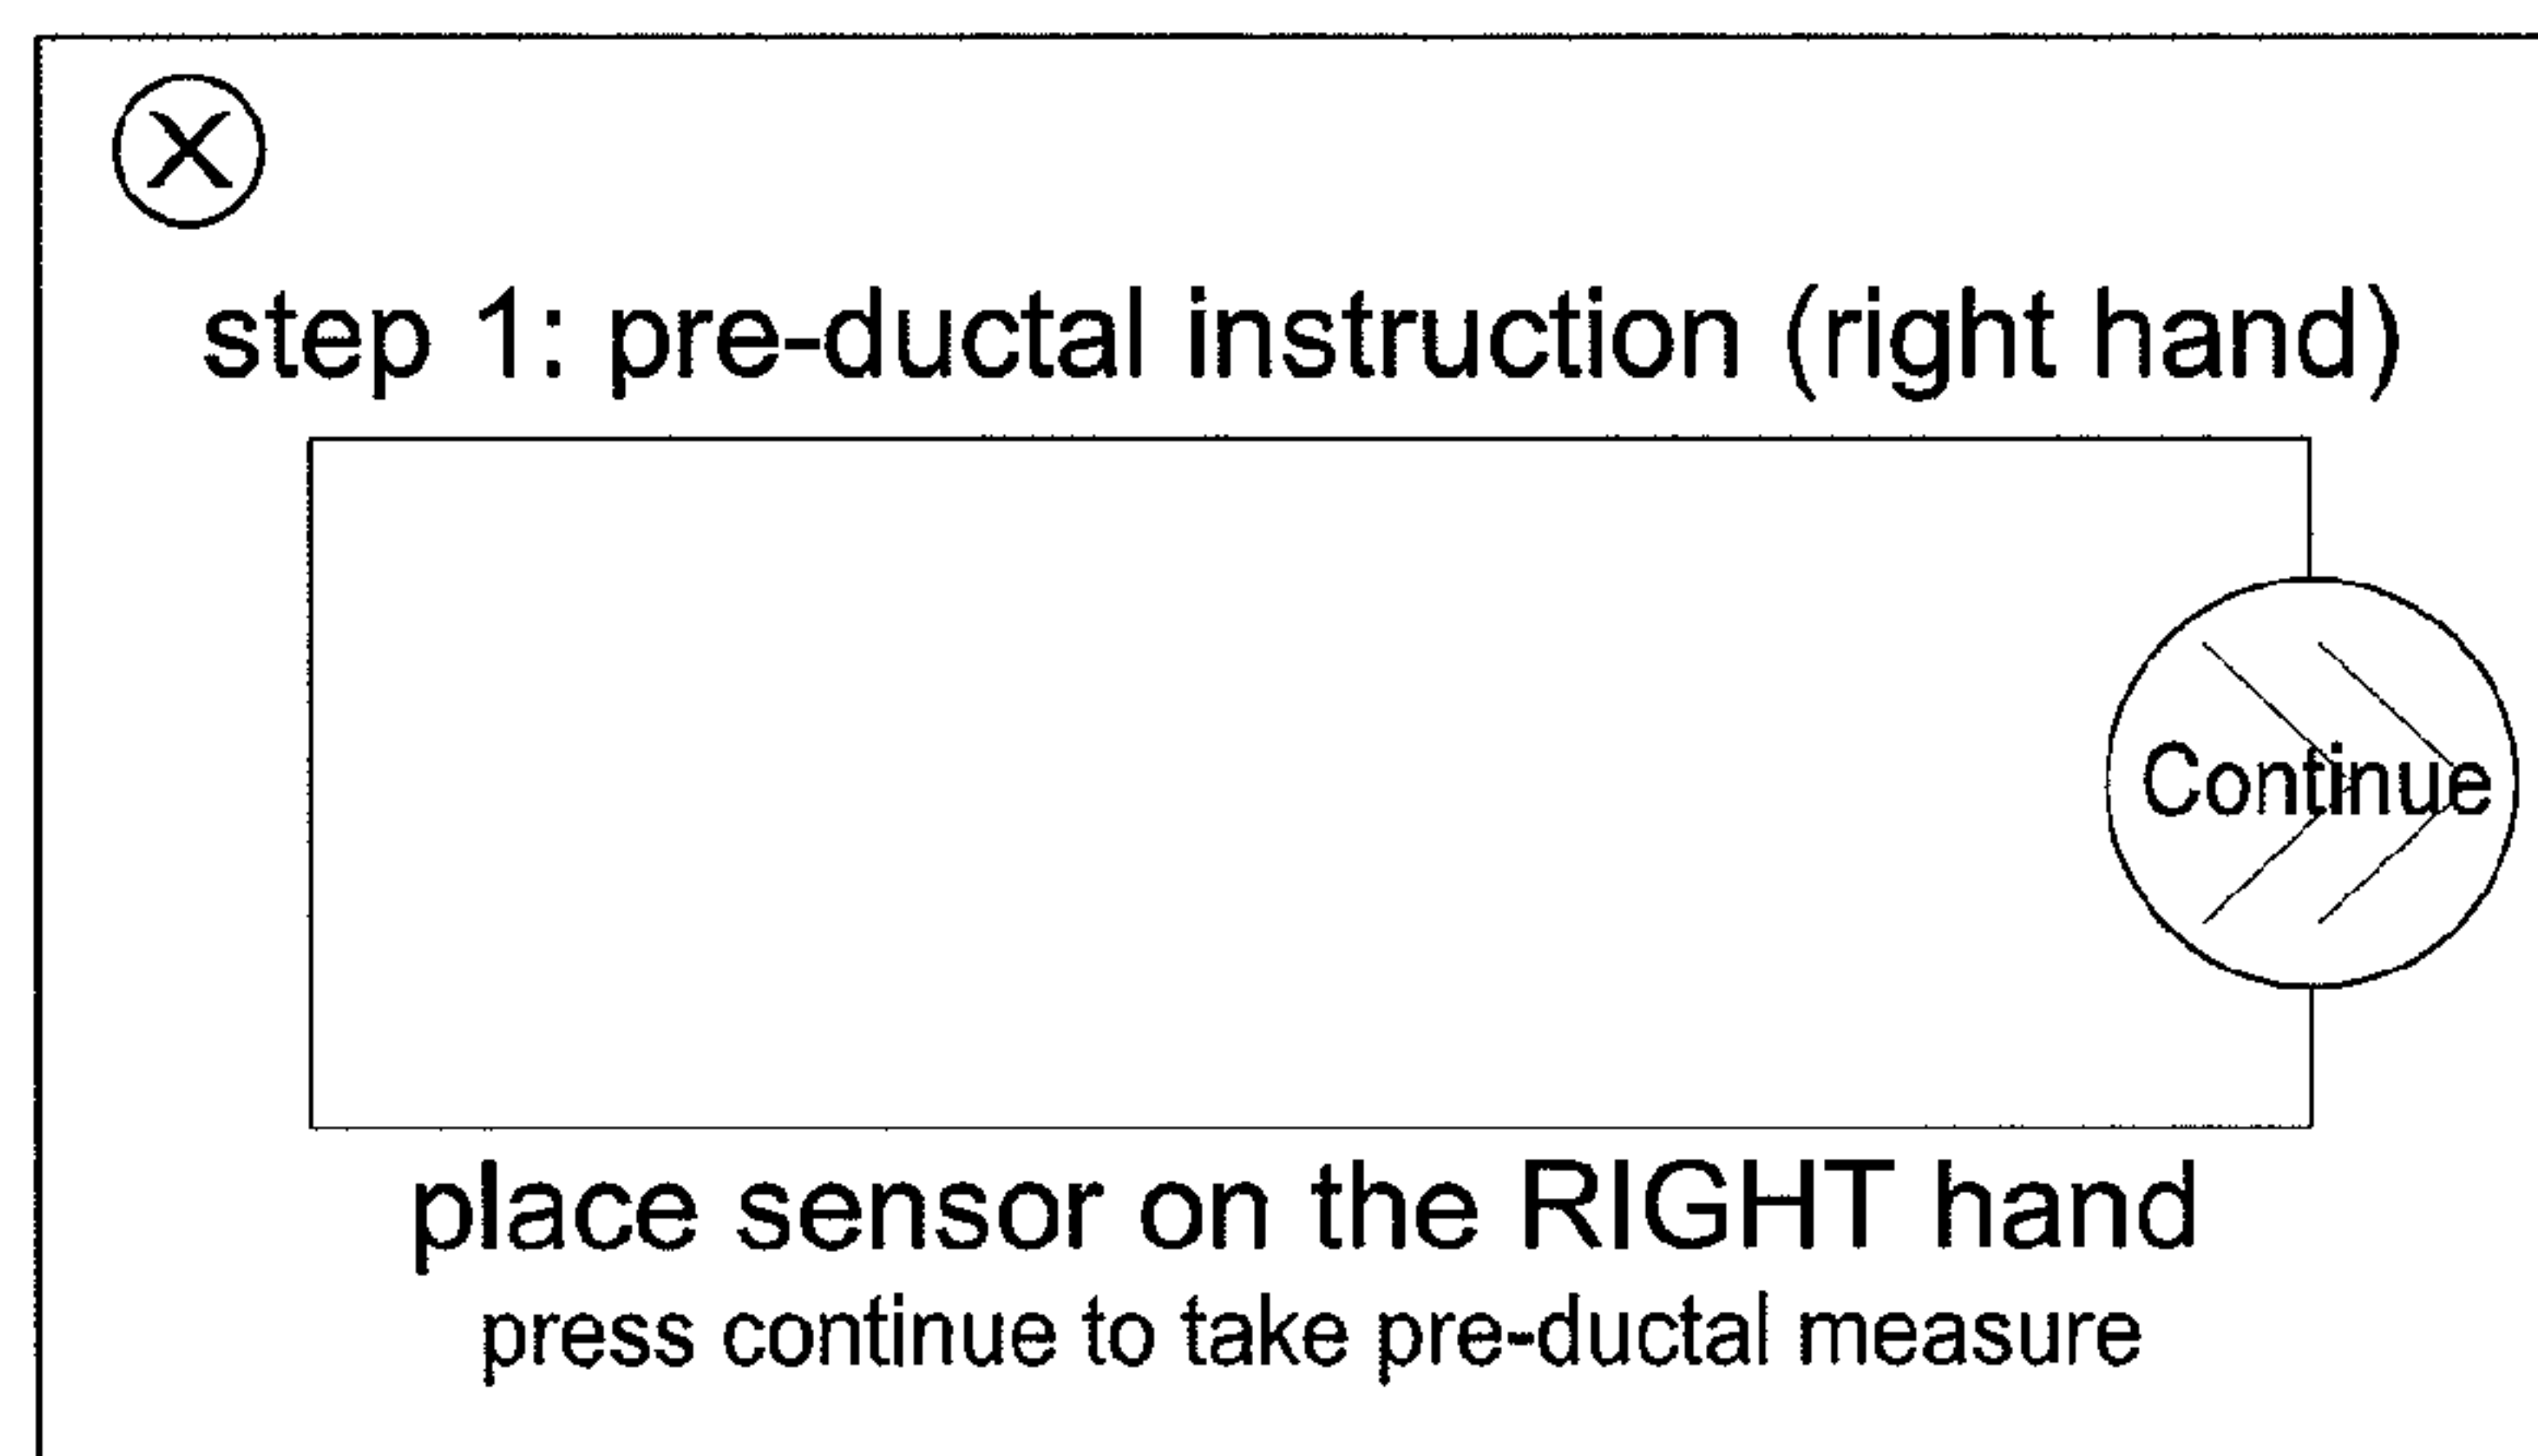 X
step 1: pre-ductal instruction (right hand)
Continue
place sensor on the RIGHT hand
press continue to take pre-ductal measure